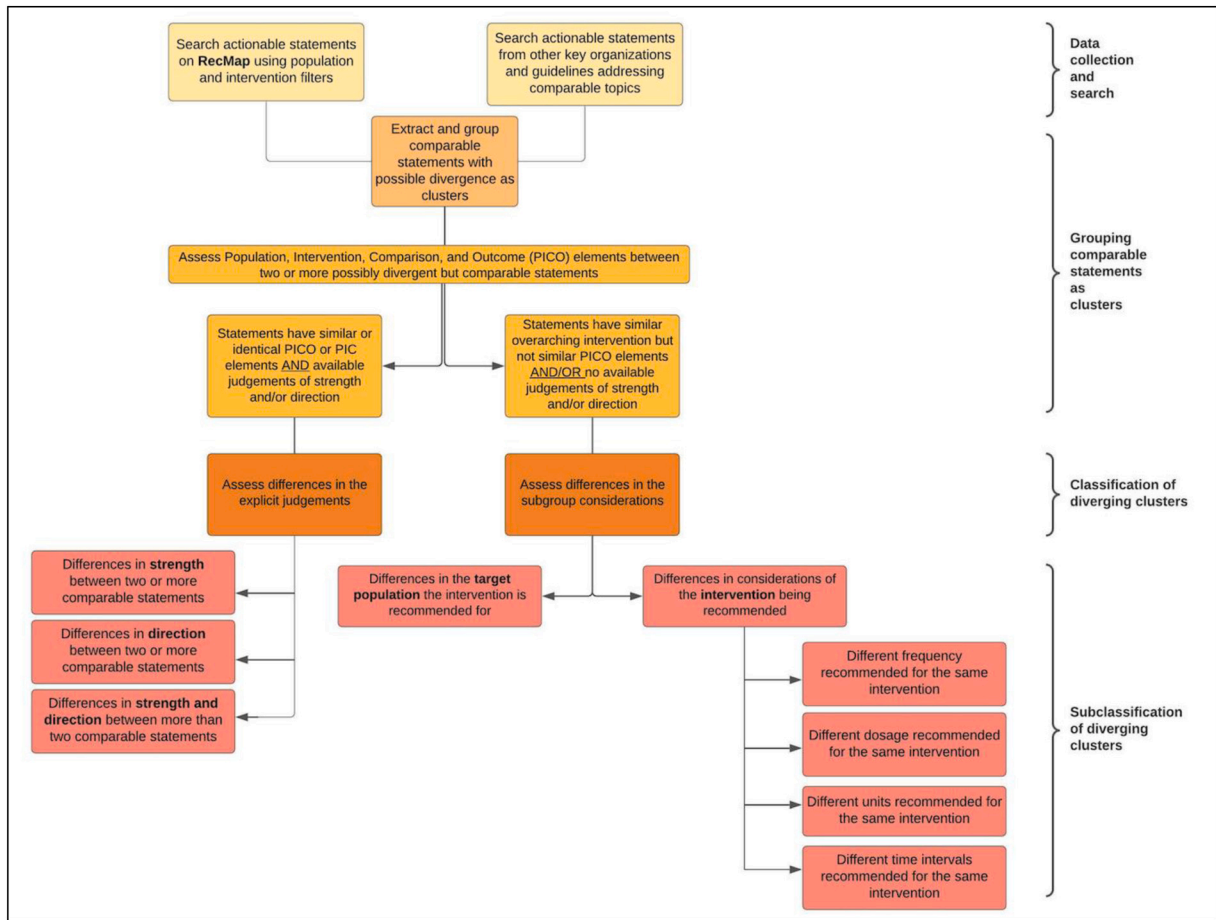 Search actionable statements
on RecMap using population
and intervention filters
Search actionable statements
from other key organizations
and guidelines addressing
comparable topics
Data
collection
and
search
Extract and group
comparable
statements with
possible divergence as
clusters
Assess Population, Intervention, Comparison, and Outcome (PICO) elements between
two or more possibly divergent but comparable statements
Grouping
comparable
statements
as
clusters
Statements have similar or
identical PICO or PIC
elements AND available
judgements of strength
and/or direction
Statements have similar
overarching intervention but
not similar PICO elements
AND/OR no available
judgements of strength
and/or direction
Assess differences in the
explicit judgements
Assess differences in the
subgroup considerations
Classification of
diverging clusters
Differences in strength
between two or more
comparable statements
Differences in direction
between two or more
comparable statements
Differences in strength and
direction between more than
two comparable statements
Differences in the target
population the intervention is
recommended for
Differences in considerations of
the intervention being
recommended
Different frequency
recommended for the same
intervention
Different dosage recommended
for the same intervention
Different units recommended for
the same intervention
Different time intervals
recommended for the same
intervention
Subclassification
of diverging
clusters